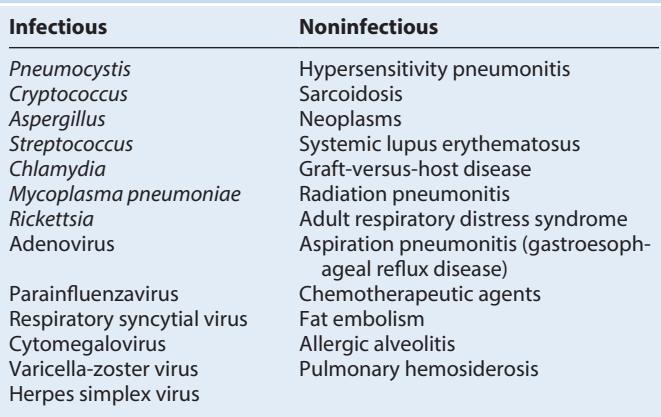 Infectious Noninfectious
Pneumocystis Hypersensitivity pneumonitis
Cryptococcus Sarcoidosis
Aspergillus Neoplasms
Streptococcus Systemic lupus erythematosus
Chlamydia Graft-versus-host disease
Mycoplasma pneumoniae Radiation pneumonitis
Rickettsia Adult respiratory distress syndrome
Adenovirus Aspiration pneumonitis (gastroesoph-
ageal reflux disease)
Parainfluenzavirus Chemotherapeutic agents
Respiratory syncytial virus Fat embolism
Cytomegalovirus Allergic alveolitis
Varicella-zoster virus Pulmonary hemosiderosis
Herpes simplex virus